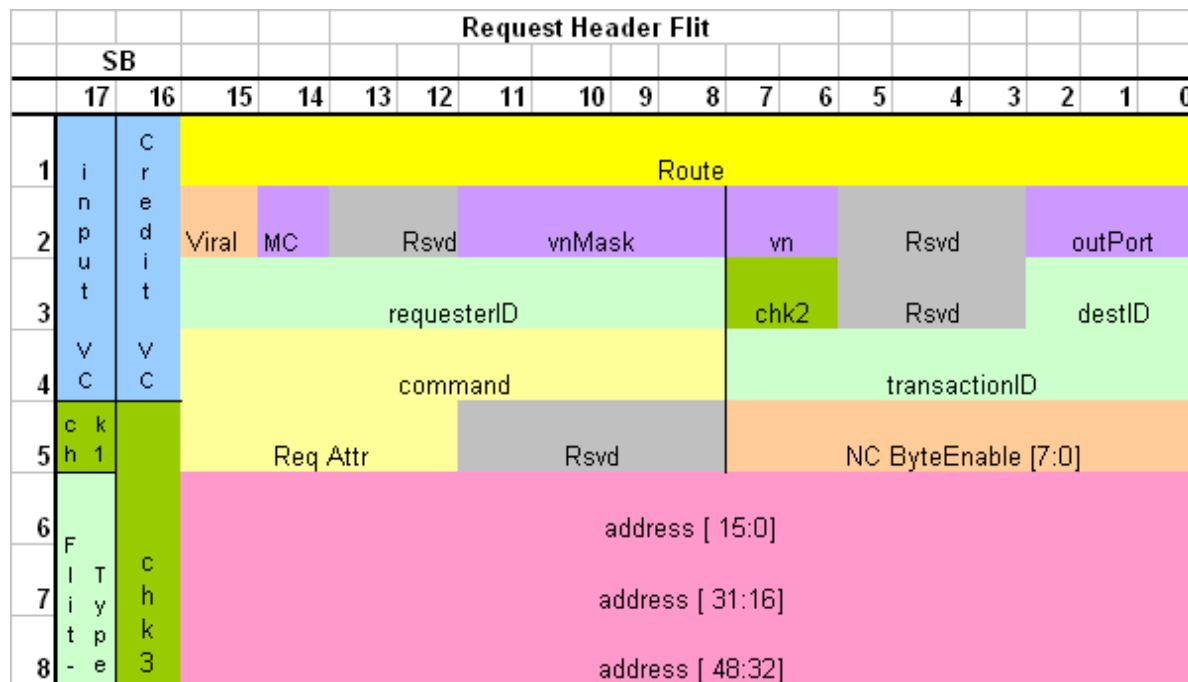 Request Header Flit
SB
17 16 15 14 13 12 11 10 9 8 7 6 5 4 3 2 1 0
input VC
Credit VC
1 Route
2 Viral MC Rsvd vnMask vn Rsvd outPort
3 requesterID chk2 Rsvd destID
4 command transactionID
chk1
5 Req Attr Rsvd NC ByteEnable [7:0]
Flit-Type
chk3
6 address [ 15:0]
7 address [ 31:16]
8 address [ 48:32]